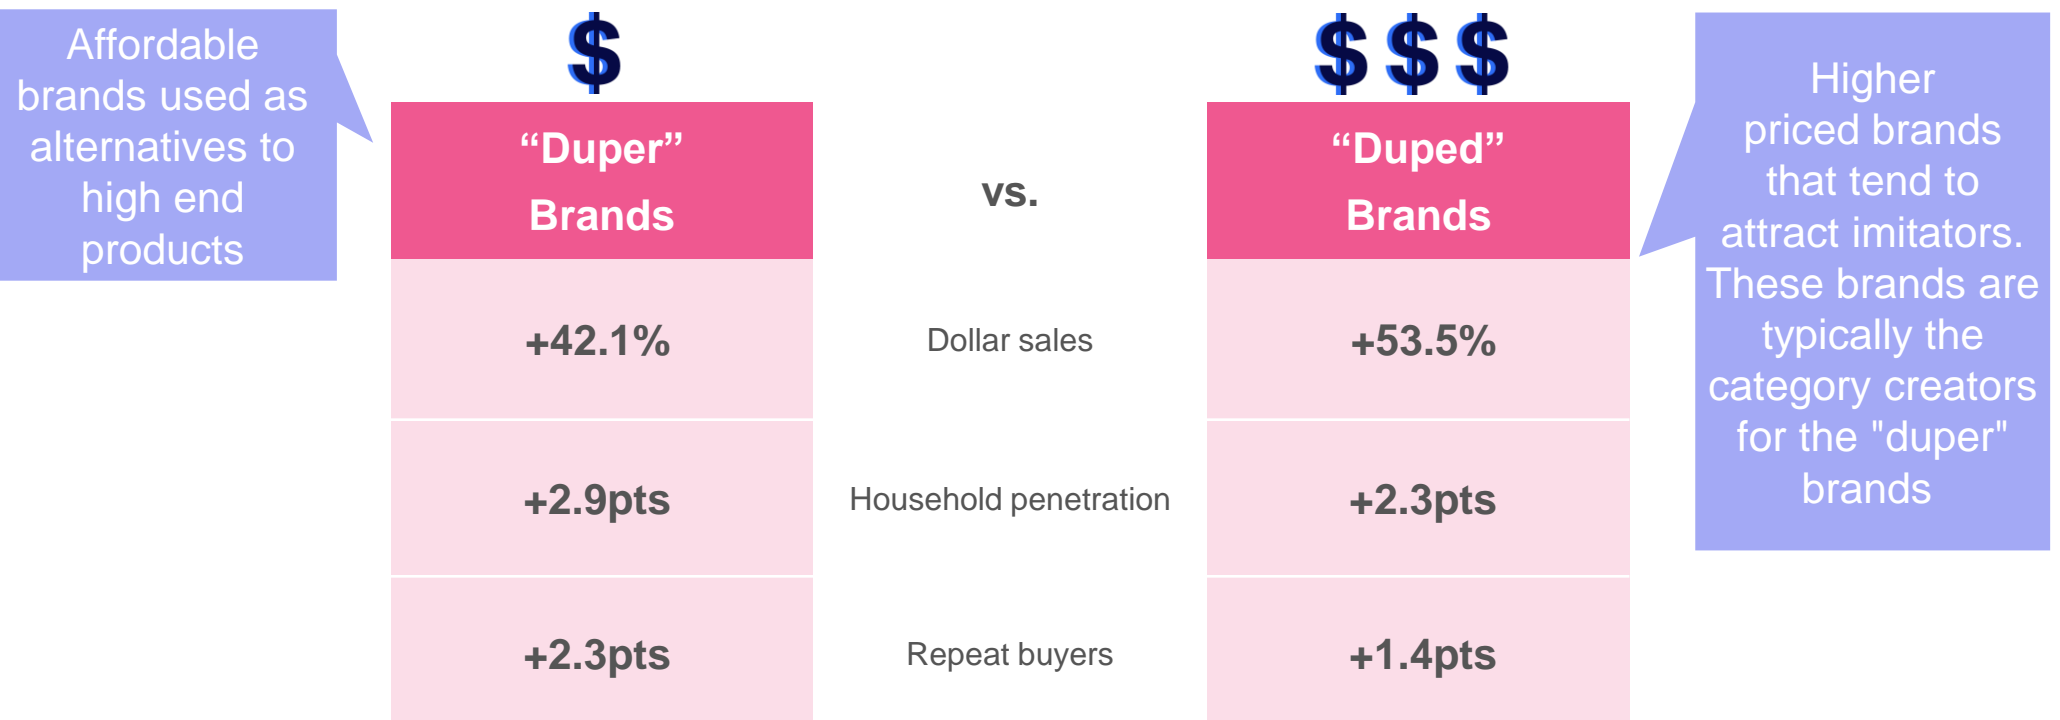 Affordable
brands used as
alternatives to
high end
products
$
“Duper”
Brands
vs.
$$$
“Duped”
Brands
Higher
priced brands
that tend to
attract imitators.
These brands are
typically the
category creators
for the "duper"
brands
+42.1%
Dollar sales
+53.5%
+2.9pts
Household penetration
+2.3pts
+2.3pts
Repeat buyers
+1.4pts